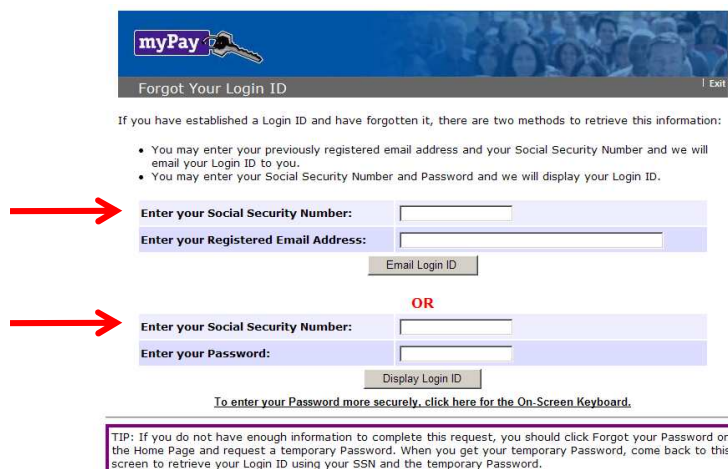 myPay
Forgot Your Login ID
| Exit
If you have established a Login ID and have forgotten it, there are two methods to retrieve this information:
• You may enter your previously registered email address and your Social Security Number and we will
email your Login ID to you.
• You may enter your Social Security Number and Password and we will display your Login ID.
Enter your Social Security Number:
Enter your Registered Email Address:
Email Login ID
OR
Enter your Social Security Number:
Enter your Password:
Display Login ID
To enter your Password more securely, click here for the On-Screen Keyboard.
TIP: If you do not have enough information to complete this request, you should click Forgot your Password on
the Home Page and request a temporary Password. When you get your temporary Password, come back to this
screen to retrieve your Login ID using your SSN and the temporary Password.